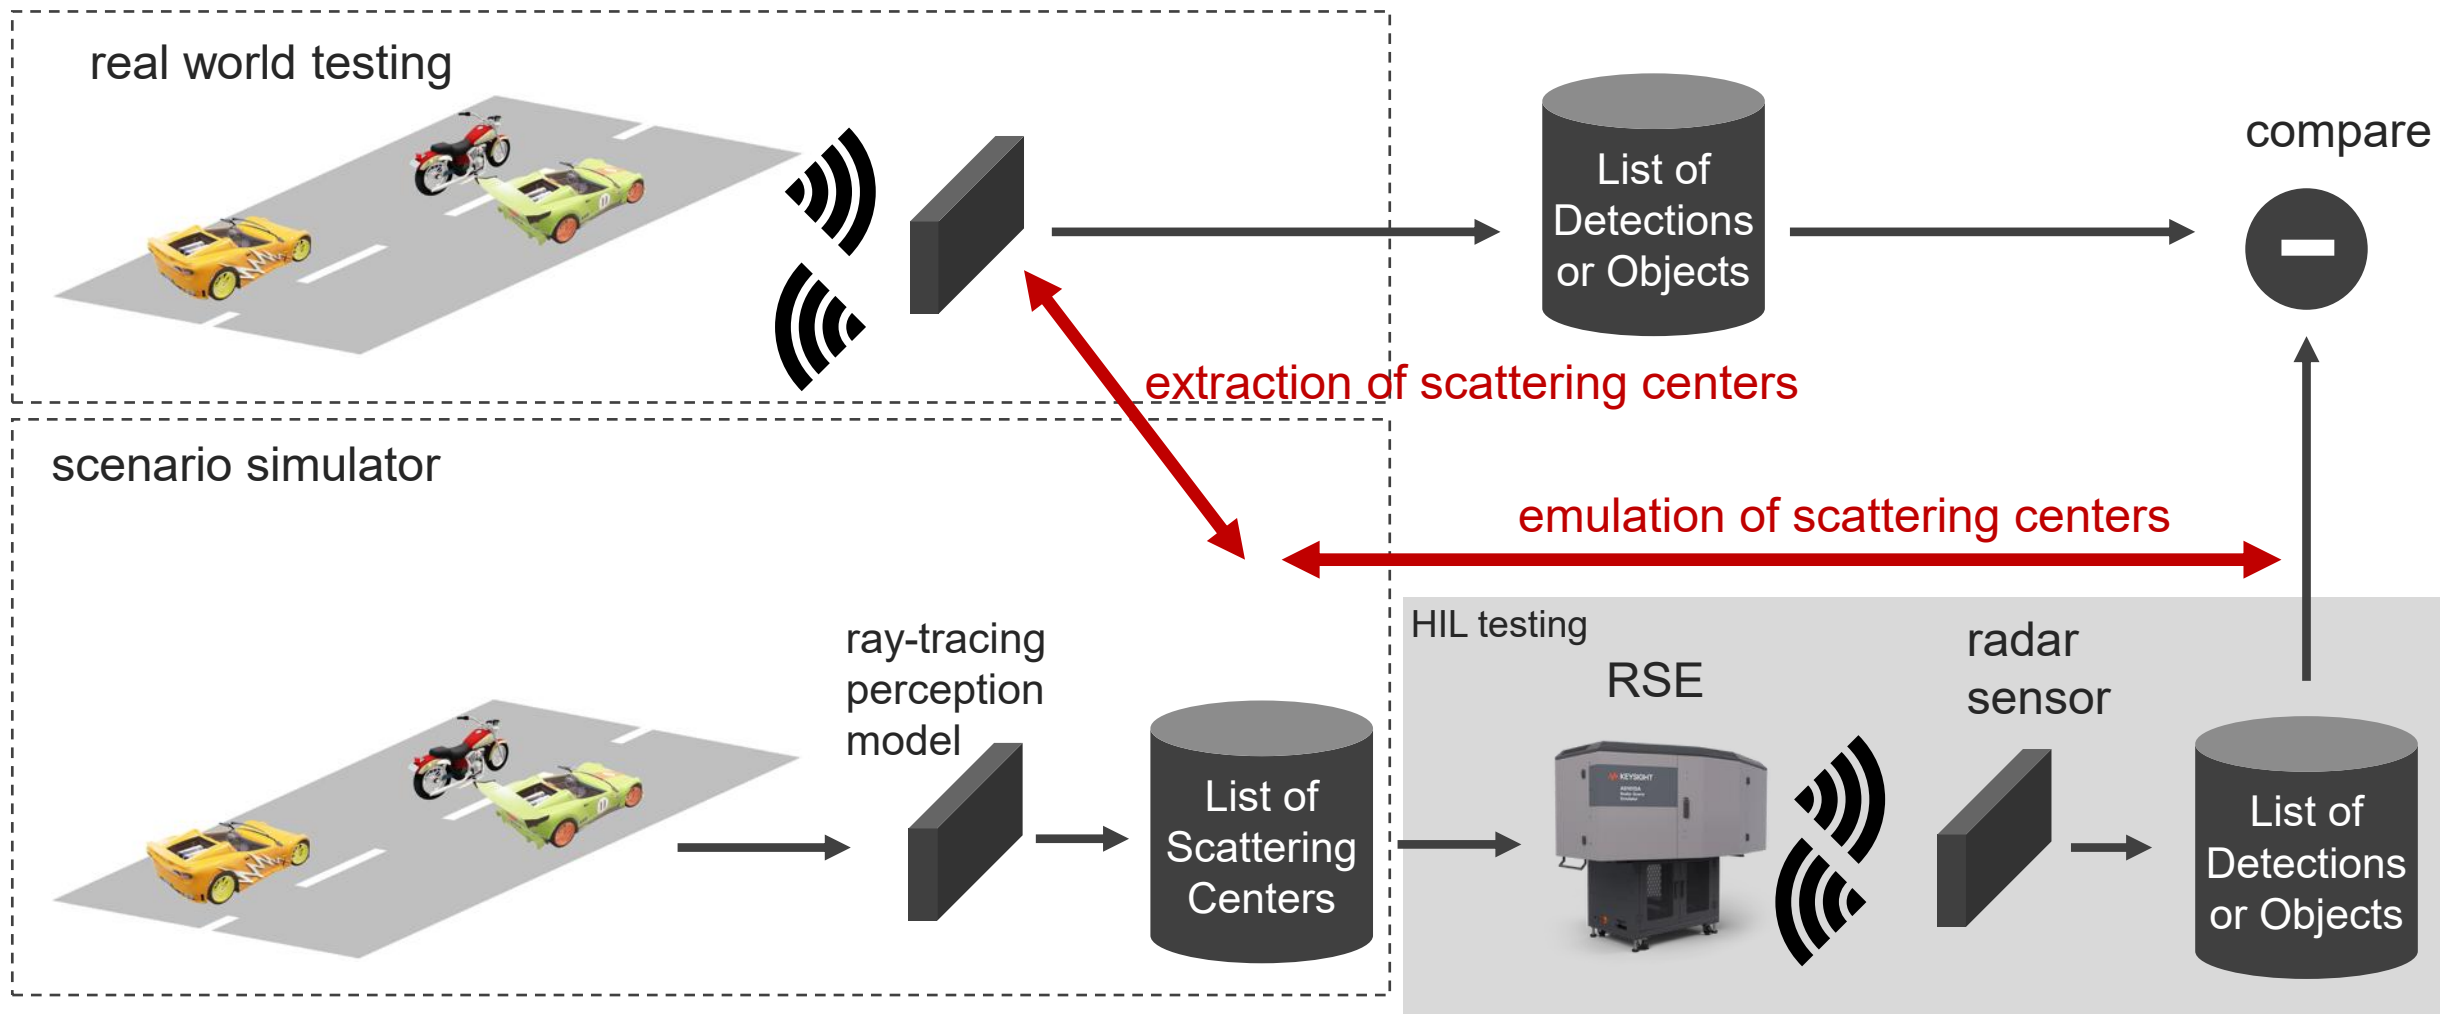 real world testing
List of
Detections
or Objects
compare
extraction of scattering centers
scenario simulator
emulation of scattering centers
ray-tracing
perception
model
List of
Scattering
Centers
HIL testing
RSE
KEYSIGHT
radar
sensor
List of
Detections
or Objects